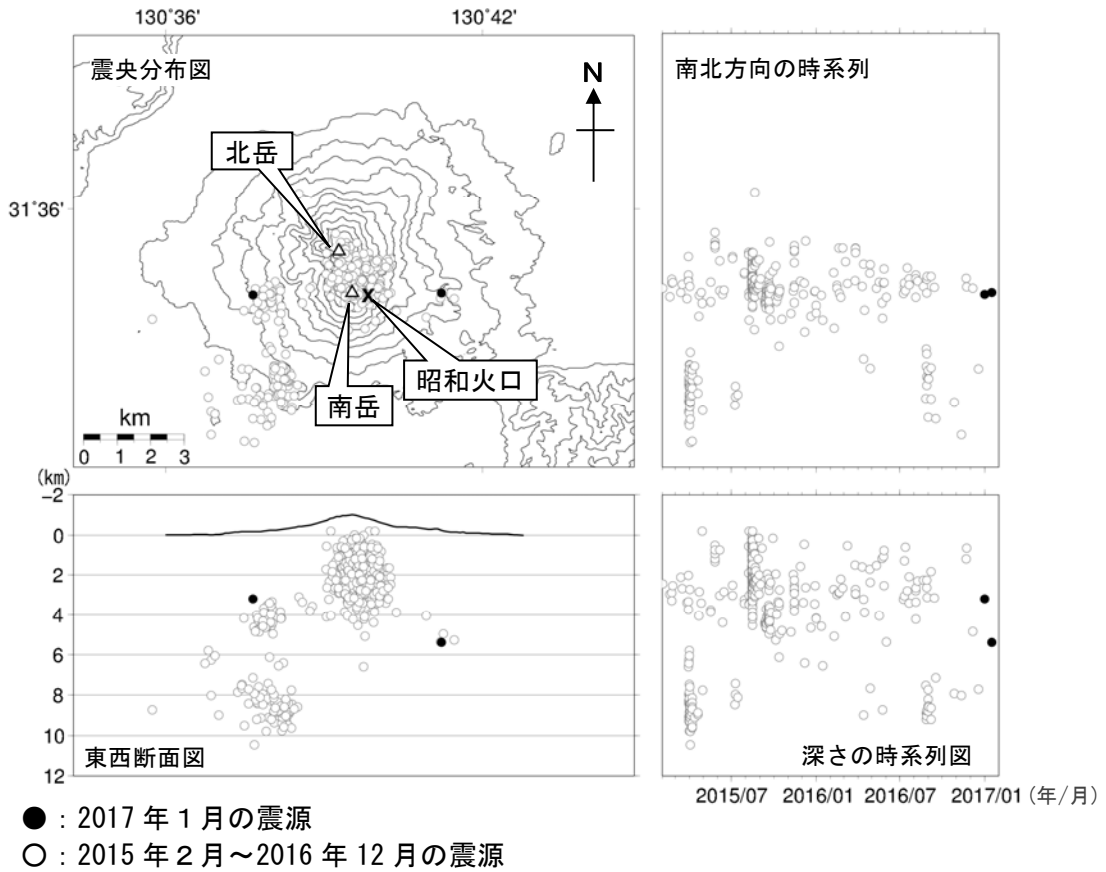 130˚36'
130˚42'
震央分布図
南北方向の時系列
N
北岳
31˚36'
昭和火口
南岳
km
0 1 2 3
(km)
-2
0
2
4
6
8
10
12
東西断面図
深さの時系列図
2015/07 2016/01 2016/07 2017/01 (年/月)
●：2017 年 1 月の震源
○：2015 年 2 月～2016 年 12 月の震源